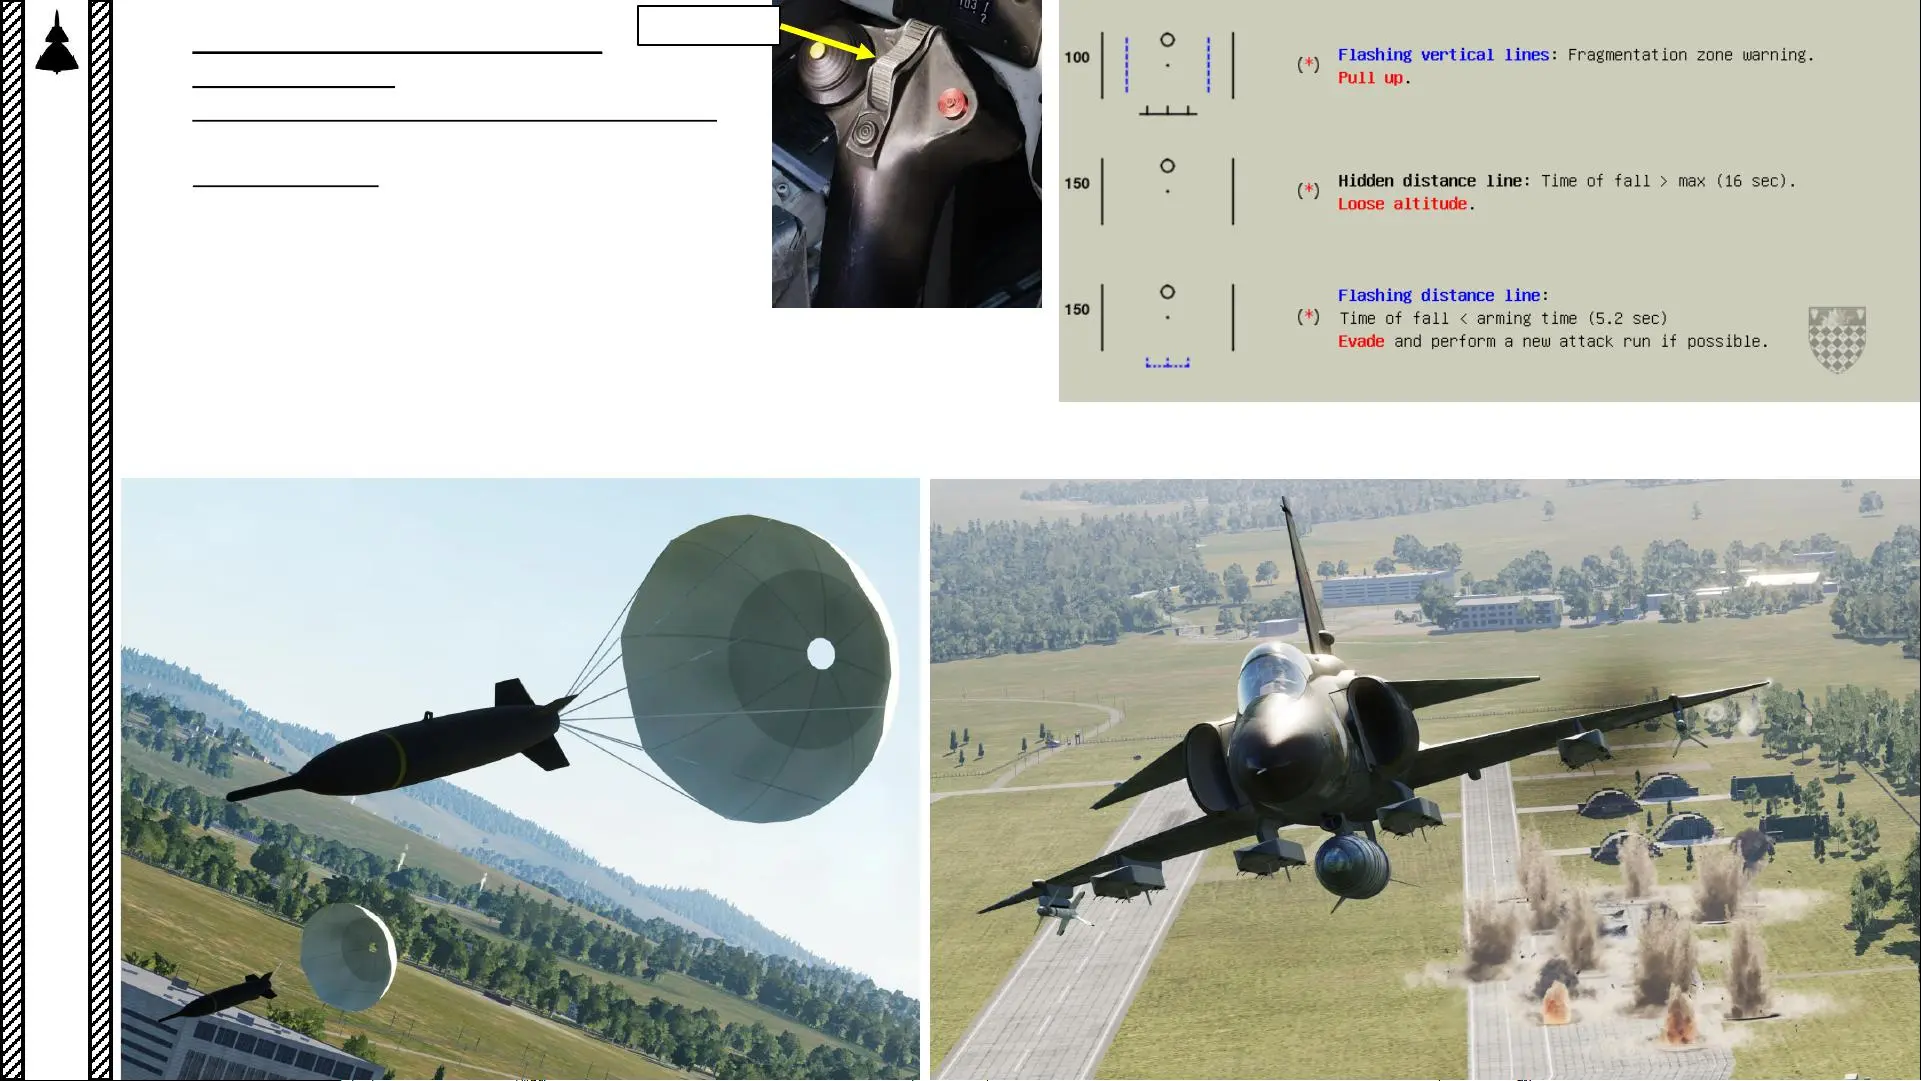 100
(*)
Flashing vertical lines: Fragmentation zone warning.
Pull up.
150
(*)
Hidden distance line: Time of fall > max (16 sec).
Loose altitude.
150
(*)
Flashing distance line:
Time of fall < arming time (5.2 sec)
Evade and perform a new attack run if possible.